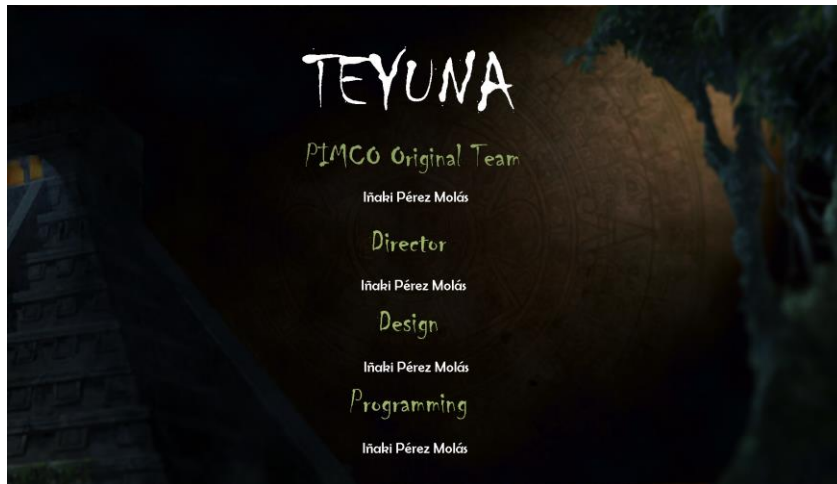 TEYUNA
PIMCO Original Team
Iñaki Pérez Molás
Director
Iñaki Pérez Molás
Design
Iñaki Pérez Molás
Programming
Iñaki Pérez Molás